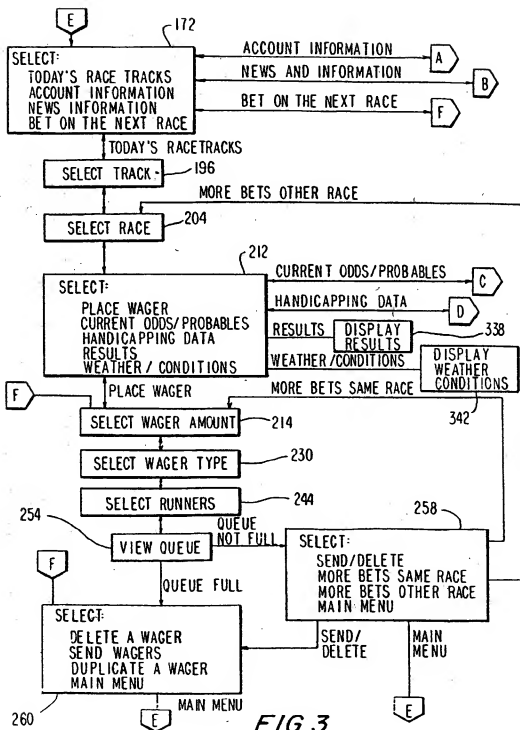 E
172
SELECT:
TODAY'S RACE TRACKS
ACCOUNT INFORMATION
NEWS INFORMATION
BET ON THE NEXT RACE
ACCOUNT INFORMATION
A
NEWS AND INFORMATION
B
BET ON THE NEXT RACE
F
TODAY'S RACETRACKS
SELECT TRACK
196
MORE BETS OTHER RACE
SELECT RACE
204
212
SELECT:
PLACE WAGER
CURRENT ODDS/PROBABLES
HANDICAPPING DATA
RESULTS
WEATHER / CONDITIONS
CURRENT ODDS/PROBABLES
C
HANDICAPPING DATA
D
RESULTS
DISPLAY
RESULTS
338
WEATHER/CONDITIONS
DISPLAY
WEATHER
CONDITIONS
342
PLACE WAGER
MORE BETS SAME RACE
F
SELECT WAGER AMOUNT
214
SELECT WAGER TYPE
230
SELECT RUNNERS
244
254
VIEW QUEUE
QUEUE
NOT FULL
258
SELECT:
SEND/DELETE
MORE BETS SAME RACE
MORE BETS OTHER RACE
MAIN MENU
F
QUEUE FULL
SELECT:
DELETE A WAGER
SEND WAGERS
DUPLICATE A WAGER
MAIN MENU
SEND/
DELETE
MAIN
MENU
260
E
MAIN MENU
E
FIG.3